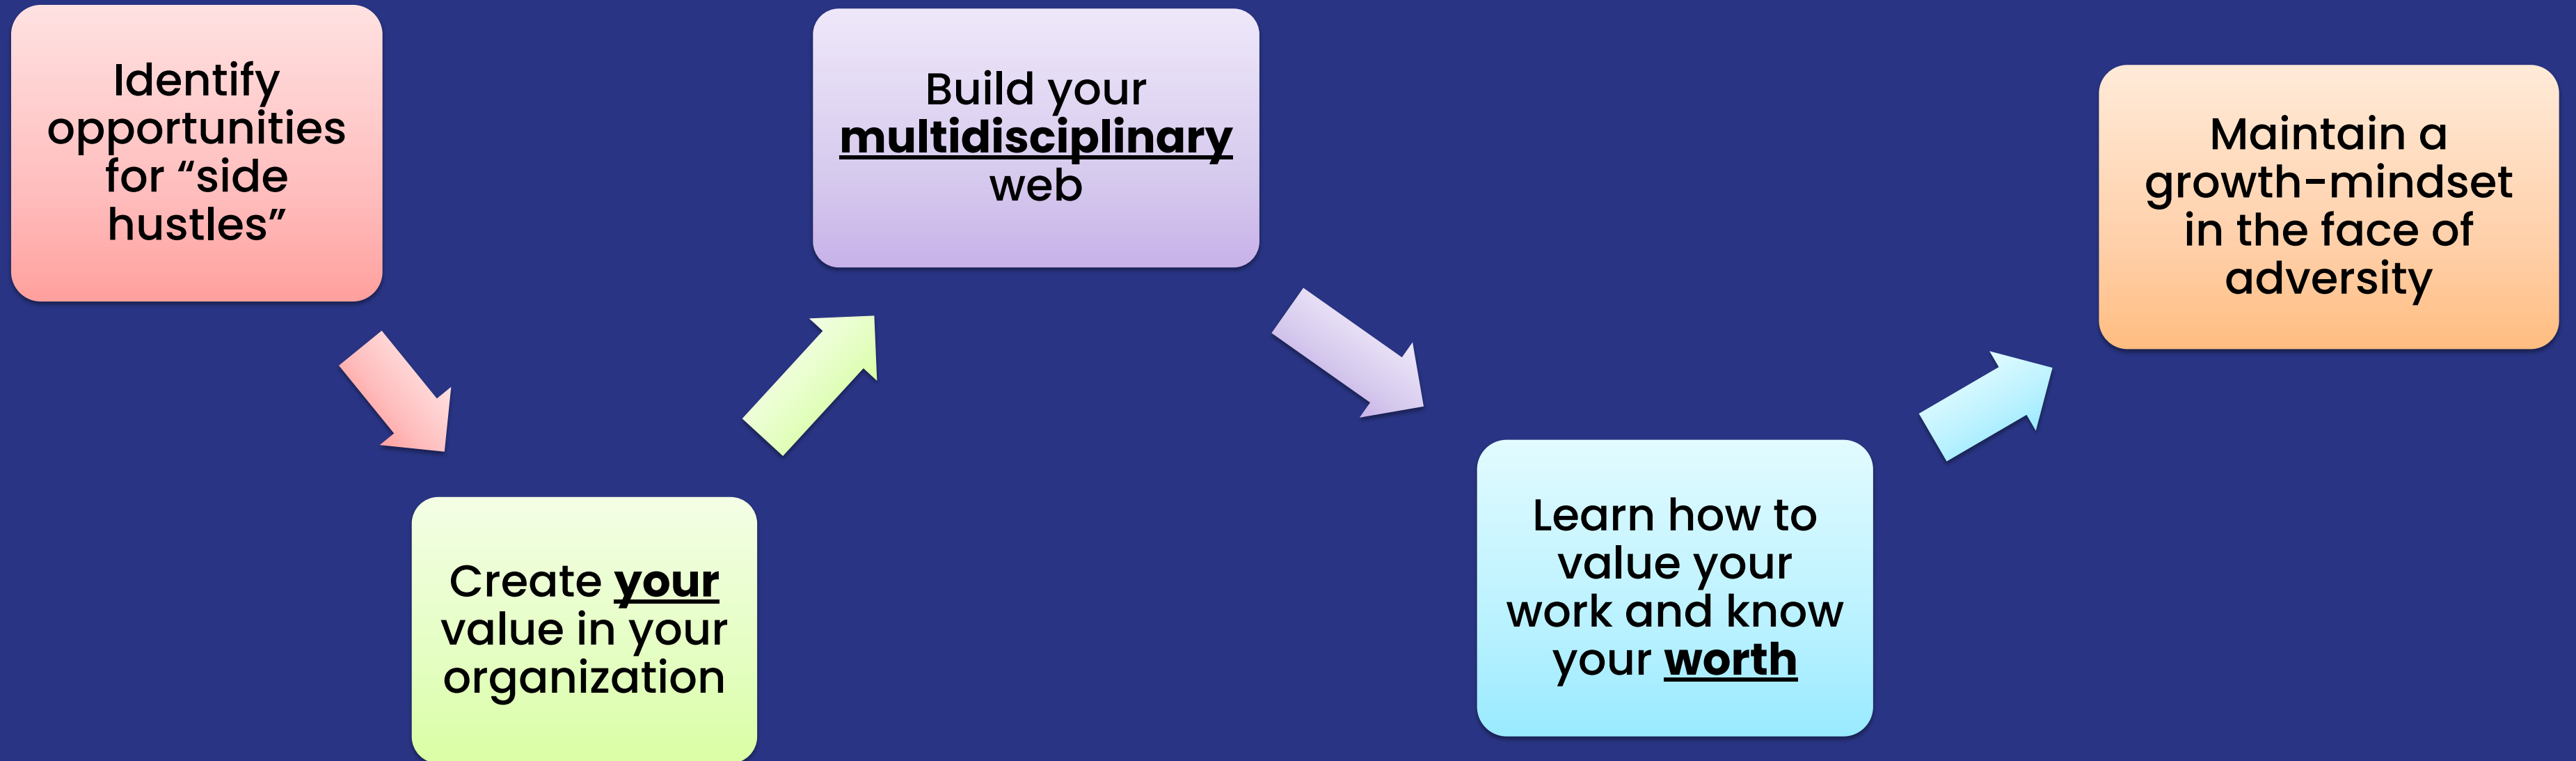 Identify
opportunities
for “side
hustles”
Create your
value in your
organization
Build your
multidisciplinary
web
Learn how to
value your
work and know
your worth
Maintain a
growth-mindset
in the face of
adversity